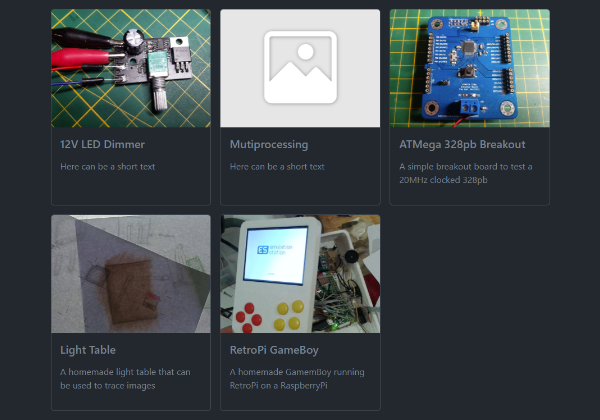 12V LED Dimmer
Here can be a short text
Mutiprocessing
Here can be a short text
ATMega 328pb Breakout
A simple breakout board to test a
20MHz clocked 328pb
Light Table
A homemade light table that can
be used to trace images
RetroPi GameBoy
A homemade GamemBoy running
RetroPi on a RaspberryPi